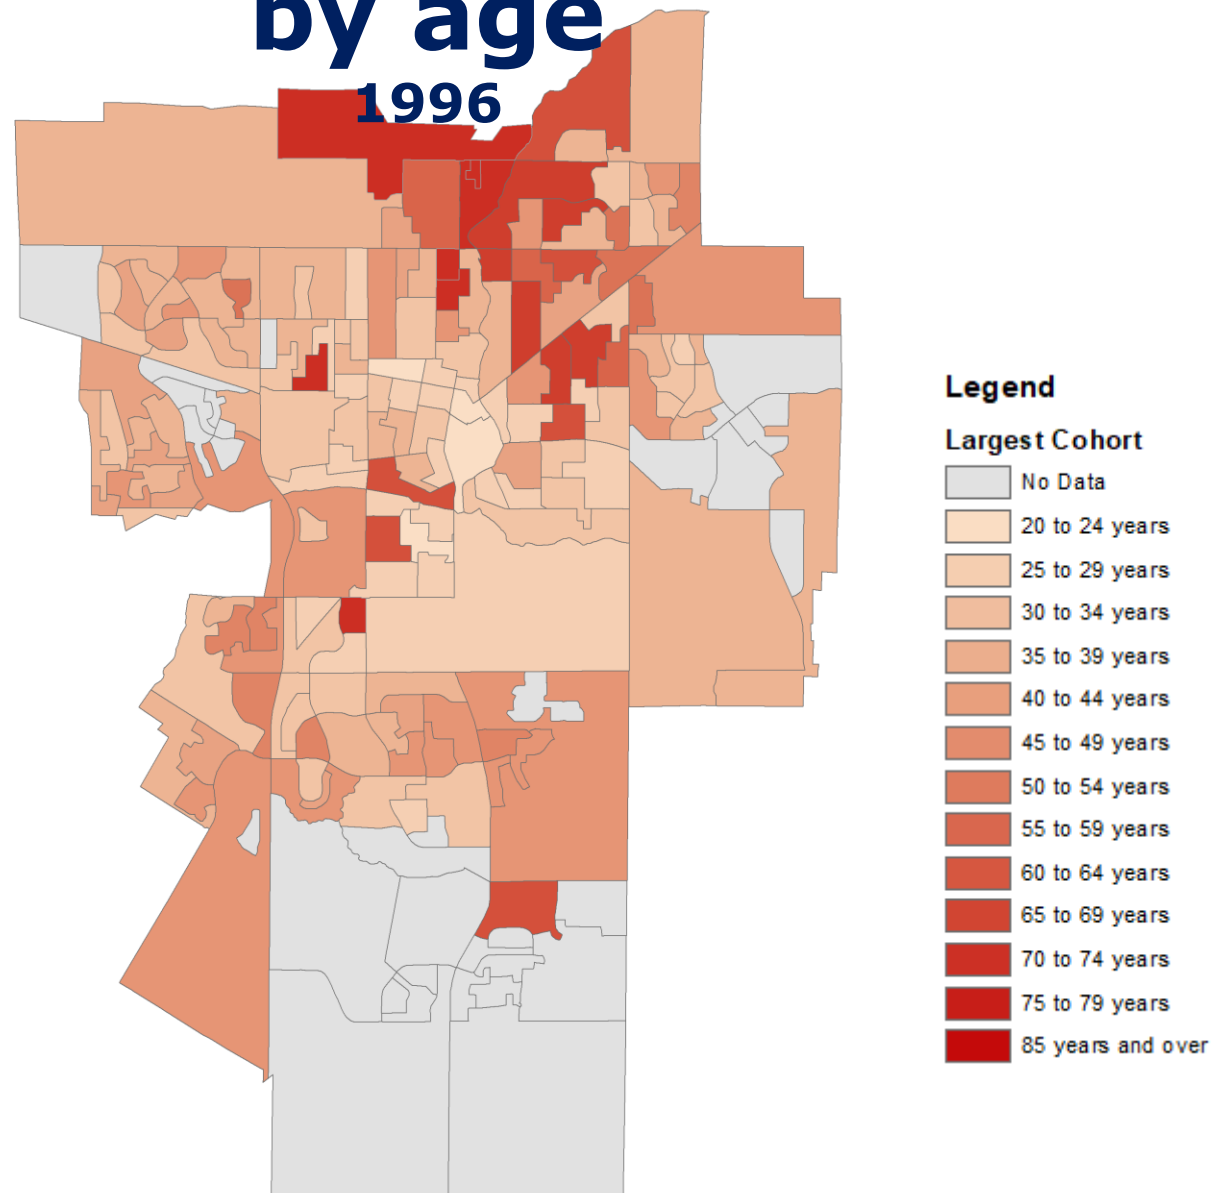 by age
1996
Legend
Largest Cohort
No Data
20 to 24 years
25 to 29 years
30 to 34 years
35 to 39 years
40 to 44 years
45 to 49 years
50 to 54 years
55 to 59 years
60 to 64 years
65 to 69 years
70 to 74 years
75 to 79 years
85 years and over